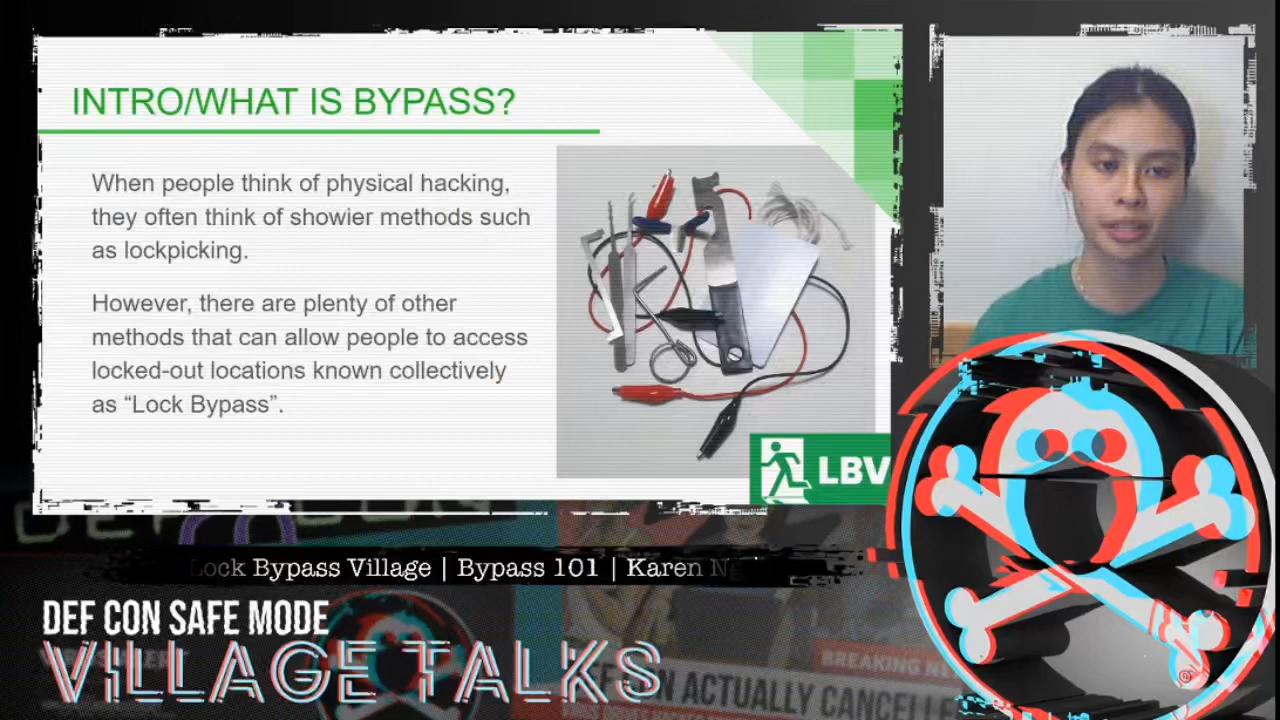 INTRO/WHAT IS BYPASS?
When people think of physical hacking,
they often think of showier methods such
as lockpicking.
However, there are plenty of other
methods that can allow people to access
locked-out locations known collectively
as “Lock Bypass”.
LBV
Lock Bypass Village | Bypass 101 | Karen
DEF CON SAFE MODE
VILLAGE TALKS
DEF CON
BREAKING
ACTUALLY